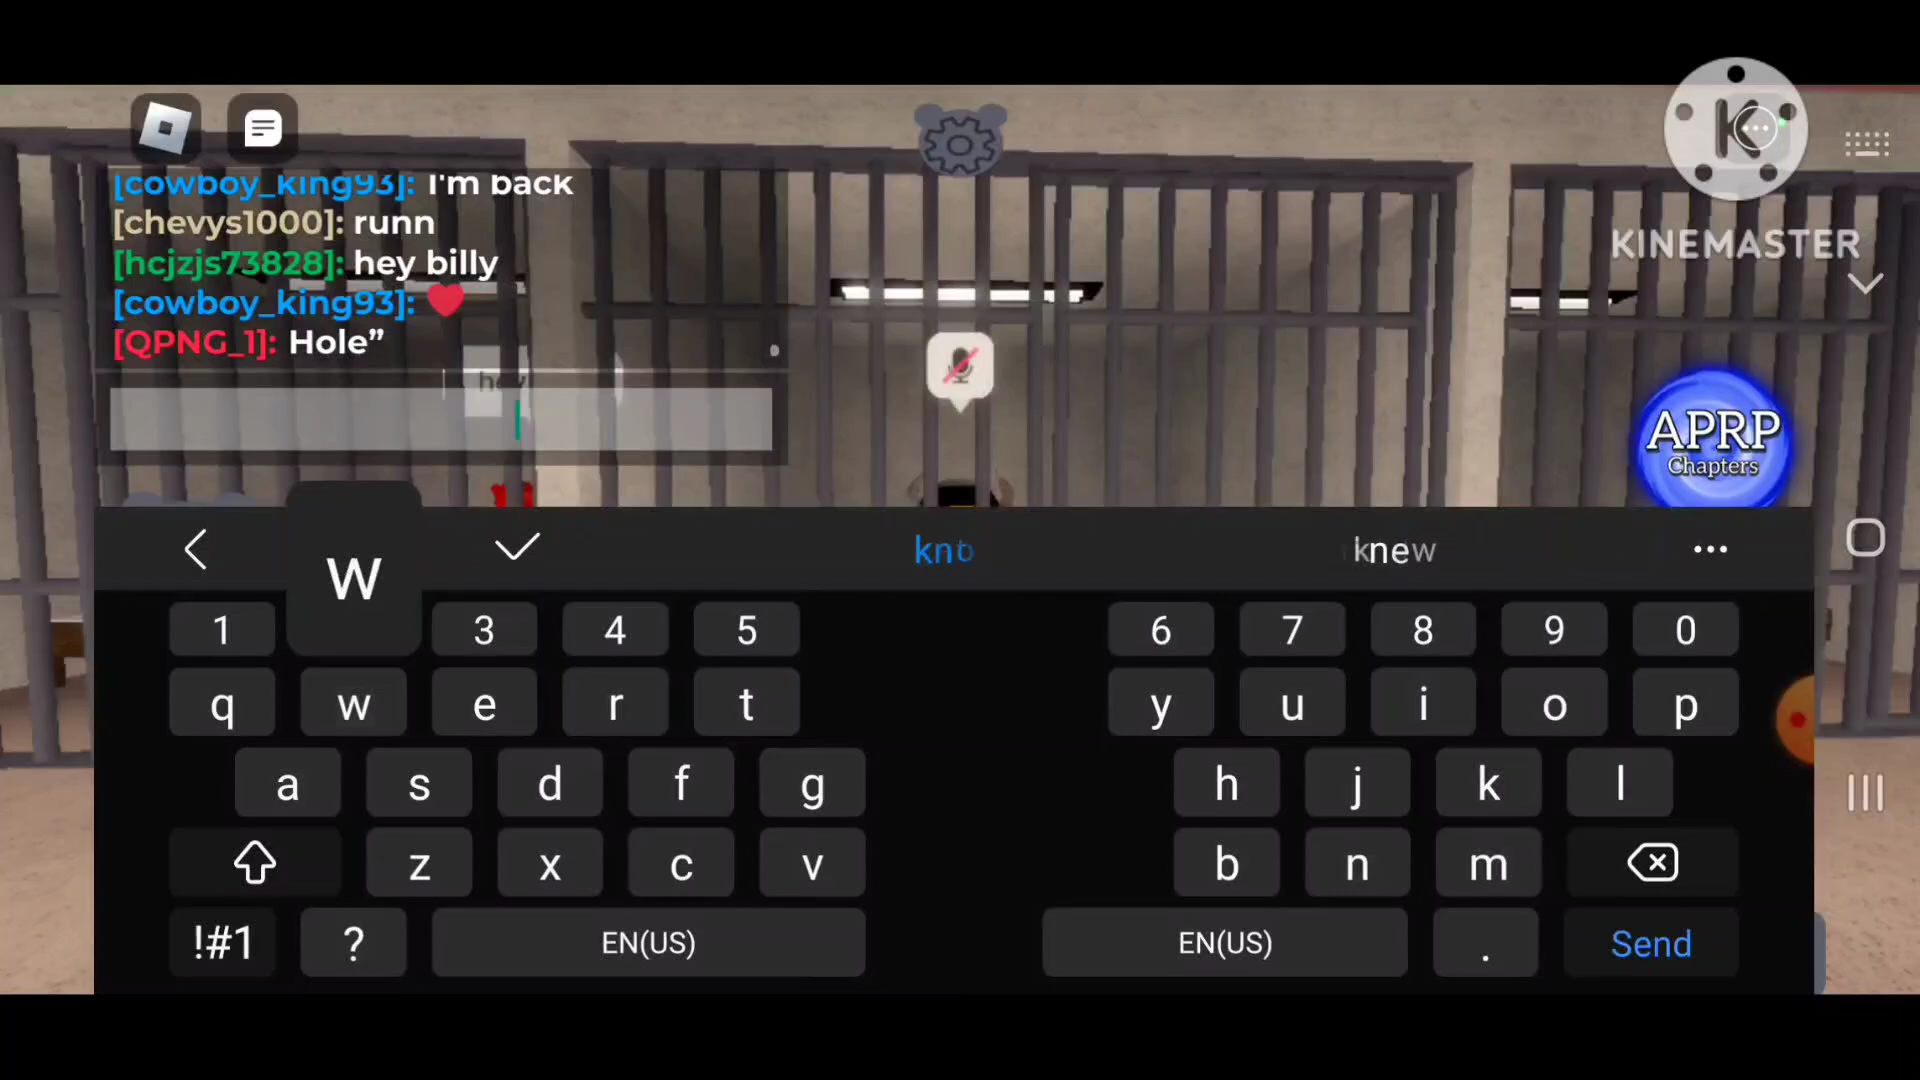 [cowboy_king93]: I'm back
[chevys1000]: runn
[hcjzjs73828]: hey billy
[cowboy_king93]: ❤
[QPNG_1]: Hole”
hey
K
KINEMASTER
APRP
Chapters
W
knew
1 3 4 5 6 7 8 9 0
q w e r t y u i o p
a s d f g h j k l
z x c v b n m
!#1 ? EN(US) EN(US) . Send